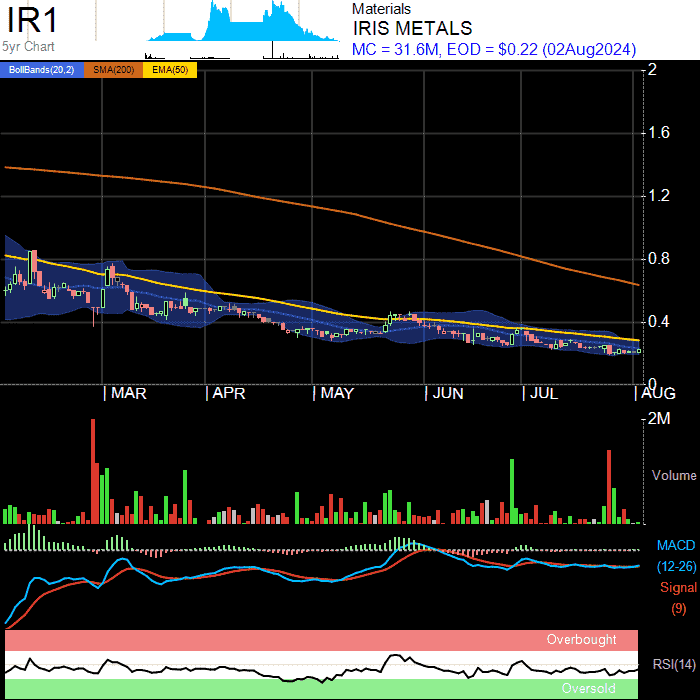 IR1
5yr Chart
Materials
IRIS METALS
MC = 31.6M, EOD = $0.22 (02Aug2024)
BollBands(20,2) SMA(200) EMA(50)
2
1.6
1.2
0.8
0.4
0
MAR APR MAY JUN JUL AUG
2M
Volume
MACD
(12-26)
Signal
(9)
Overbought
RSI(14)
Oversold